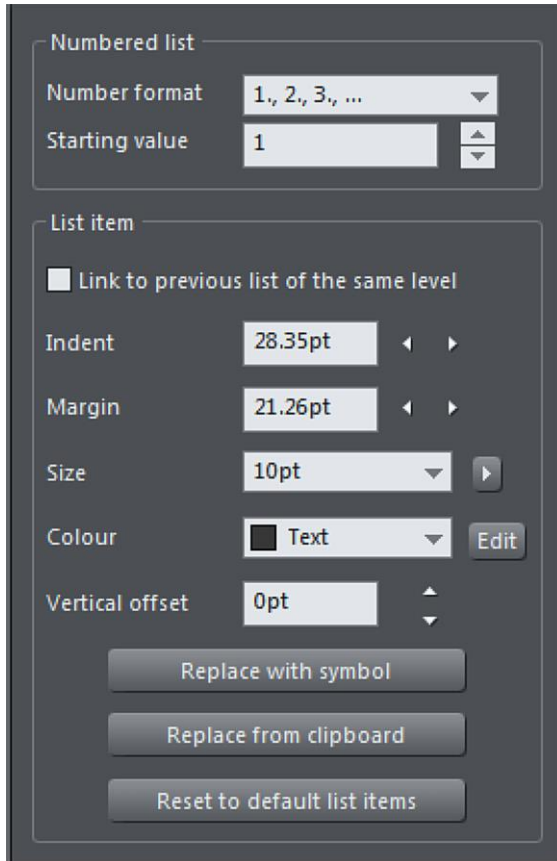 Numbered list
Number format 1., 2., 3., ...
Starting value 1
List item
Link to previous list of the same level
Indent 28.35pt
Margin 21.26pt
Size 10pt
Colour Text Edit
Vertical offset 0pt
Replace with symbol
Replace from clipboard
Reset to default list items